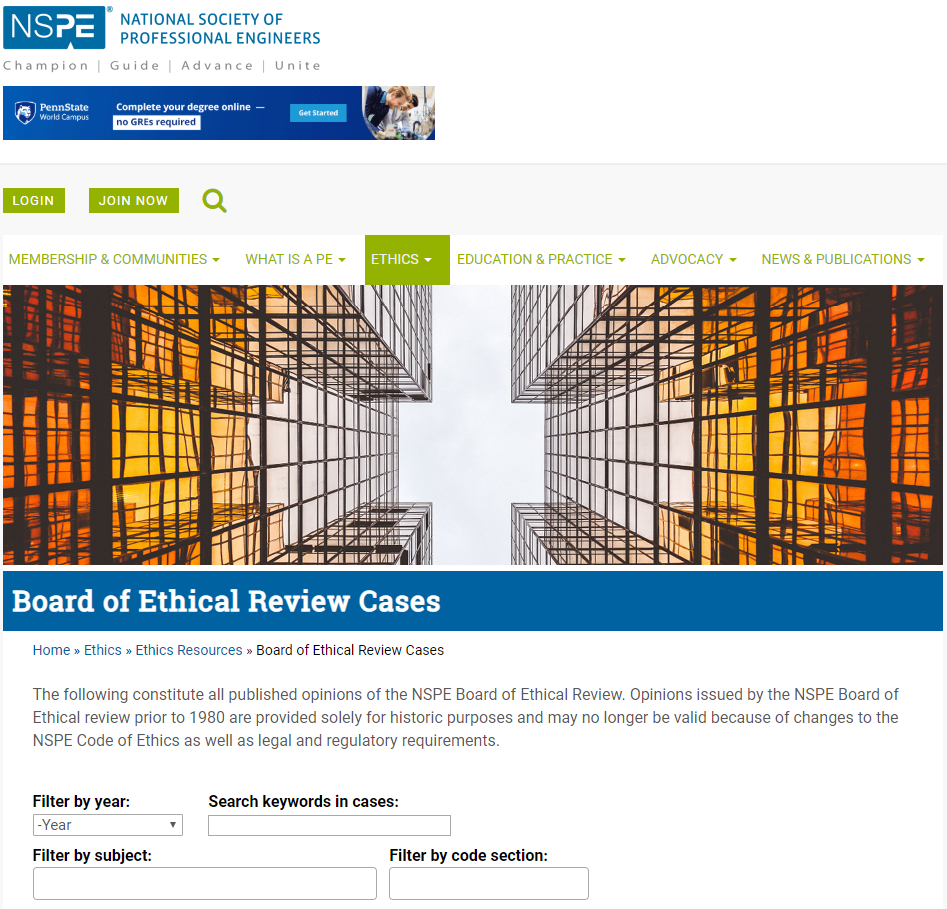 NSPE®
NATIONAL SOCIETY OF
PROFESSIONAL ENGINEERS
Champion | Guide | Advance | Unite
PennState
World Campus
Complete your degree online —
no GREs required
Get Started
LOGIN JOIN NOW
MEMBERSHIP & COMMUNITIES WHAT IS A PE ETHICS EDUCATION & PRACTICE ADVOCACY NEWS & PUBLICATIONS
Board of Ethical Review Cases
Home » Ethics » Ethics Resources » Board of Ethical Review Cases
The following constitute all published opinions of the NSPE Board of Ethical Review. Opinions issued by the NSPE Board of
Ethical review prior to 1980 are provided solely for historic purposes and may no longer be valid because of changes to the
NSPE Code of Ethics as well as legal and regulatory requirements.
Filter by year: Search keywords in cases:
-Year
Filter by subject: Filter by code section: